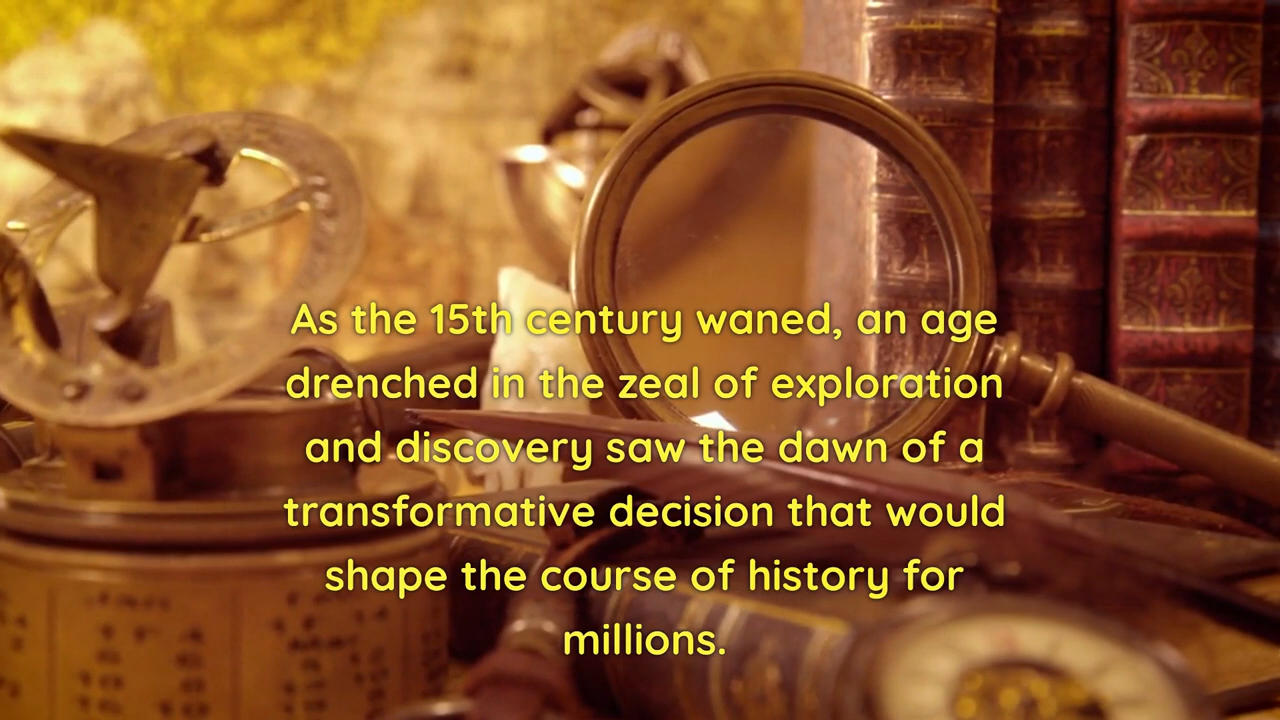 As the 15th century waned, an age
drenched in the zeal of exploration
and discovery saw the dawn of a
transformative decision that would
shape the course of history for
millions.